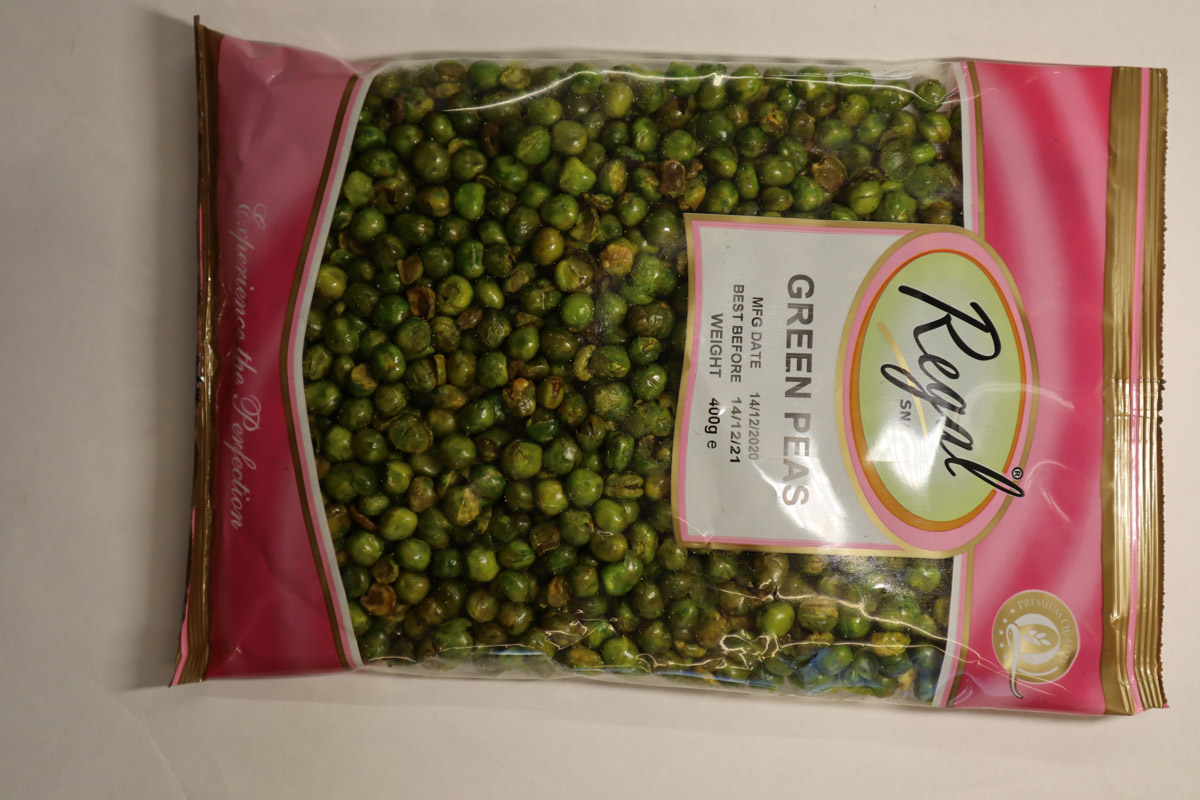 Regal®
SN
GREEN PEAS
MFG DATE 14/12/2020
BEST BEFORE 14/12/21
WEIGHT 400g e
Experience the Perfection